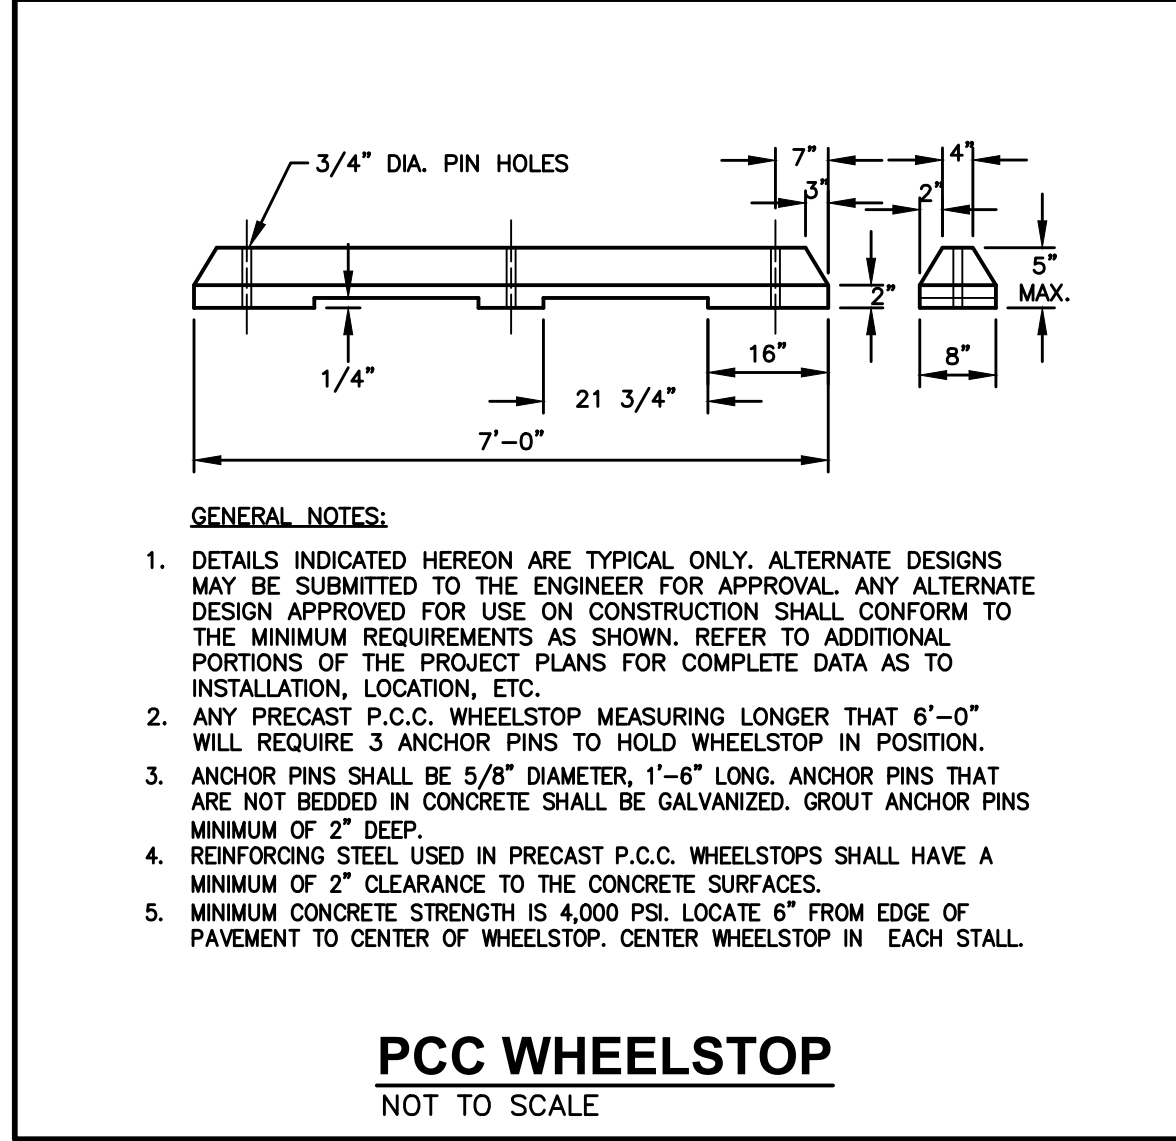 3/4" DIA. PIN HOLES
7"
4"
3"
2"
5"
MAX.
2"
16"
8"
1/4"
21 3/4"
7'-0"
GENERAL NOTES:
1. DETAILS INDICATED HEREON ARE TYPICAL ONLY. ALTERNATE DESIGNS
MAY BE SUBMITTED TO THE ENGINEER FOR APPROVAL. ANY ALTERNATE
DESIGN APPROVED FOR USE ON CONSTRUCTION SHALL CONFORM TO
THE MINIMUM REQUIREMENTS AS SHOWN. REFER TO ADDITIONAL
PORTIONS OF THE PROJECT PLANS FOR COMPLETE DATA AS TO
INSTALLATION, LOCATION, ETC.
2. ANY PRECAST P.C.C. WHEELSTOP MEASURING LONGER THAT 6'-0"
WILL REQUIRE 3 ANCHOR PINS TO HOLD WHEELSTOP IN POSITION.
3. ANCHOR PINS SHALL BE 5/8" DIAMETER, 1'-6" LONG. ANCHOR PINS THAT
ARE NOT BEDDED IN CONCRETE SHALL BE GALVANIZED. GROUT ANCHOR PINS
MINIMUM OF 2" DEEP.
4. REINFORCING STEEL USED IN PRECAST P.C.C. WHEELSTOPS SHALL HAVE A
MINIMUM OF 2" CLEARANCE TO THE CONCRETE SURFACES.
5. MINIMUM CONCRETE STRENGTH IS 4,000 PSI. LOCATE 6" FROM EDGE OF
PAVEMENT TO CENTER OF WHEELSTOP. CENTER WHEELSTOP IN EACH STALL.
PCC WHEELSTOP
NOT TO SCALE